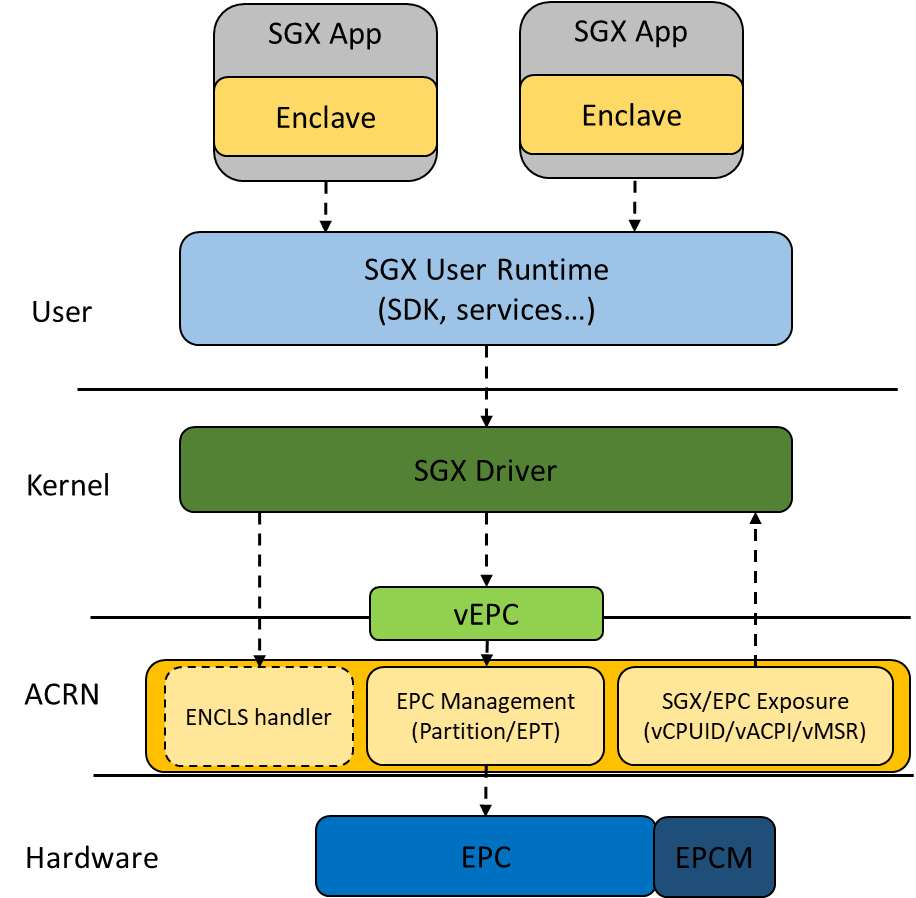 SGX App
SGX App
Enclave
Enclave
SGX User Runtime
(SDK, services...)
User
SGX Driver
Kernel
vEPC
ACRN
ENCLS handler
EPC Management
(Partition/EPT)
SGX/EPC Exposure
(vCPUID/vACPI/vMSR)
Hardware
EPC
EPCM